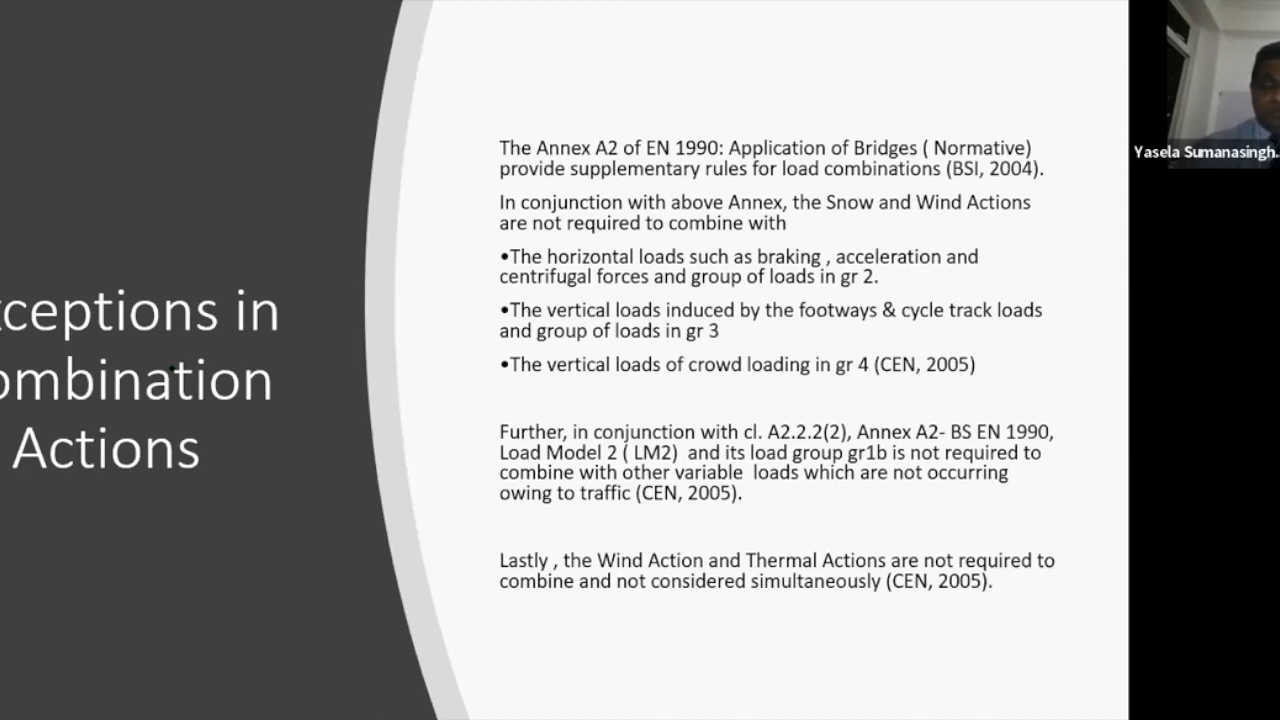 ceptions in
ombination
Actions
The Annex A2 of EN 1990: Application of Bridges ( Normative)
provide supplementary rules for load combinations (BSI, 2004).
In conjunction with above Annex, the Snow and Wind Actions
are not required to combine with
•The horizontal loads such as braking , acceleration and
centrifugal forces and group of loads in gr 2.
•The vertical loads induced by the footways & cycle track loads
and group of loads in gr 3
•The vertical loads of crowd loading in gr 4 (CEN, 2005)
Further, in conjunction with cl. A2.2.2(2), Annex A2- BS EN 1990,
Load Model 2 ( LM2) and its load group gr1b is not required to
combine with other variable loads which are not occurring
owing to traffic (CEN, 2005).
Lastly , the Wind Action and Thermal Actions are not required to
combine and not considered simultaneously (CEN, 2005).
Yasela Sumanasingh...